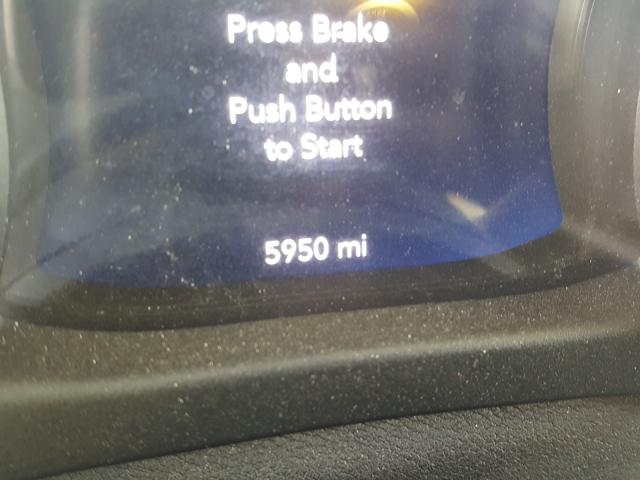 Press Brake
and
Push Button
to Start
5950 mi